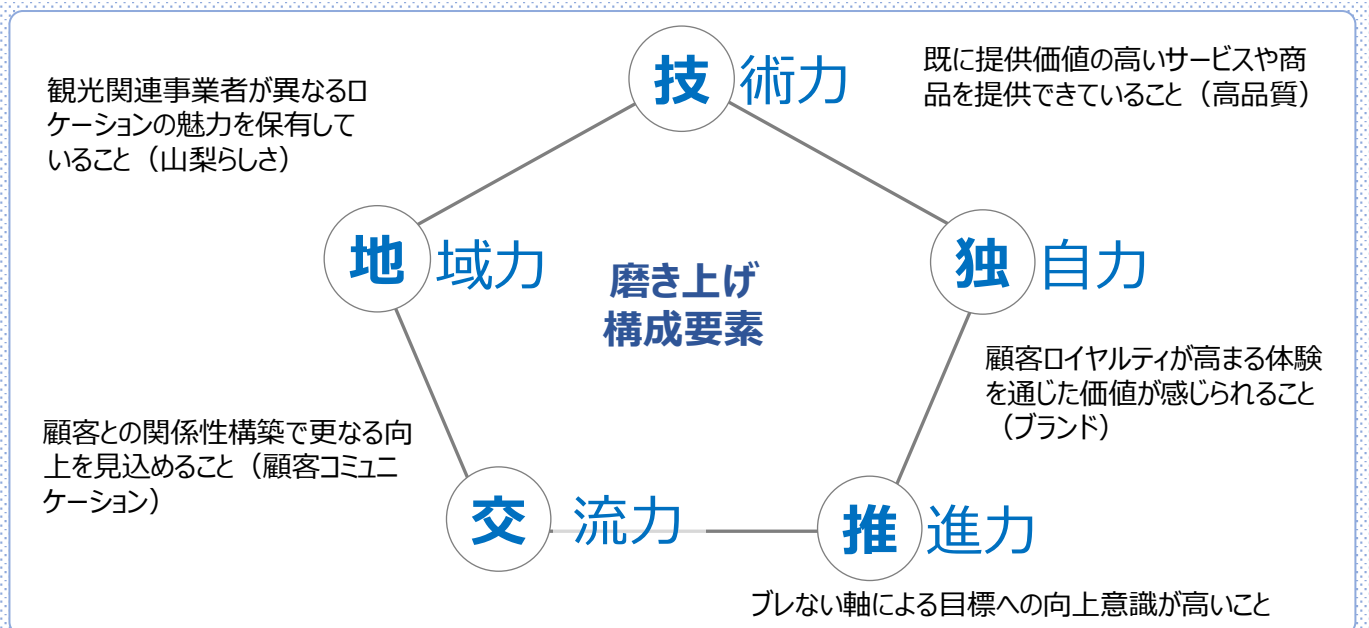 技術力
既に提供価値の高いサービスや商
品を提供できていること（高品質）
観光関連事業者が異なるロ
ケーションの魅力を保有して
いること（山梨らしさ）
地域力
独自力
磨き上げ
構成要素
顧客ロイヤルティが高まる体験
を通じた価値が感じられること
（ブランド）
顧客との関係性構築で更なる向
上を見込めること（顧客コミュニ
ケーション）
交流力
推進力
ブレない軸による目標への向上意識が高いこと